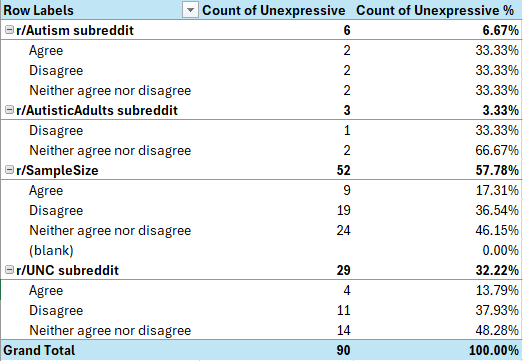 Row Labels Count of Unexpressive Count of Unexpressive %
r/Autism subreddit 6 6.67%
Agree 2 33.33%
Disagree 2 33.33%
Neither agree nor disagree 2 33.33%
r/AutisticAdults subreddit 3 3.33%
Disagree 1 33.33%
Neither agree nor disagree 2 66.67%
r/SampleSize 52 57.78%
Agree 9 17.31%
Disagree 19 36.54%
Neither agree nor disagree 24 46.15%
(blank) 0.00%
r/UNC subreddit 29 32.22%
Agree 4 13.79%
Disagree 11 37.93%
Neither agree nor disagree 14 48.28%
Grand Total 90 100.00%